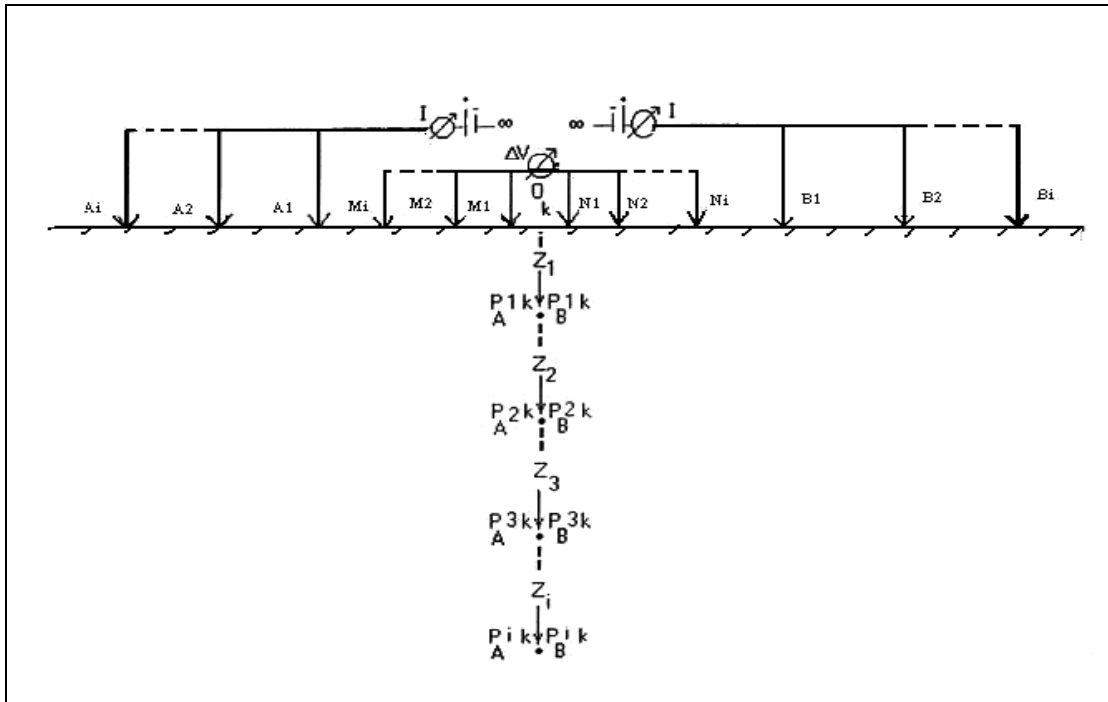 I ∞ ∞ I
ΔV
0
Ai A2 A1 Mi M2 M1 k N1 N2 Ni B1 B2 Bi
Z1
P1k P1k
A B
Z2
P2k P2k
A B
Z3
P3k P3k
A B
Zi
Pik Pik
A B